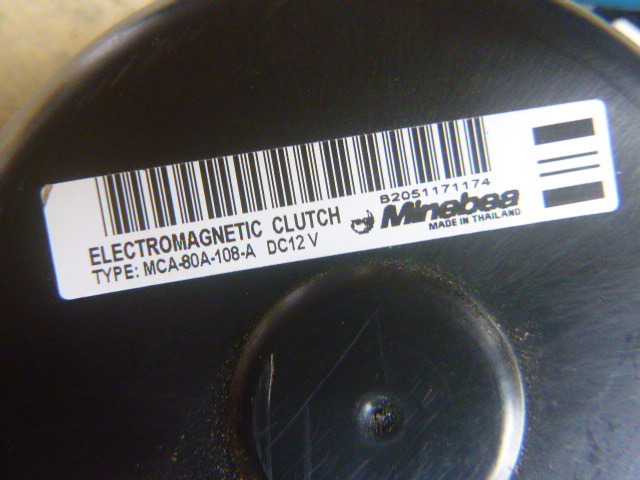 B2051171174
ELECTROMAGNETIC CLUTCH
TYPE: MCA-80A-108-A DC12 V
Minebea
MADE IN THAILAND